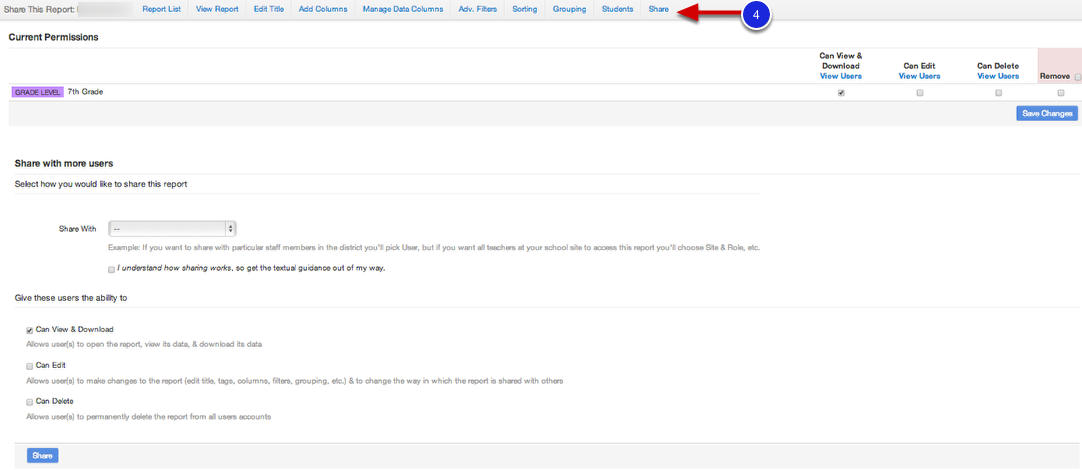 Share This Report: Report List View Report Edit Title Add Columns Manage Data Columns Adv. Filters Sorting Grouping Students Share 4
Current Permissions
Can View & Download View Users Can Edit View Users Can Delete View Users Remove
GRADE LEVEL 7th Grade
Save Changes
Share with more users
Select how you would like to share this report
Share With --
Example: If you want to share with particular staff members in the district you'll pick User, but if you want all teachers at your school site to access this report you'll choose Site & Role, etc.
I understand how sharing works, so get the textual guidance out of my way.
Give these users the ability to
Can View & Download
Allows user(s) to open the report, view its data, & download its data
Can Edit
Allows user(s) to make changes to the report (edit title, tags, columns, filters, grouping, etc.) & to change the way in which the report is shared with others
Can Delete
Allows user(s) to permanently delete the report from all users accounts
Share